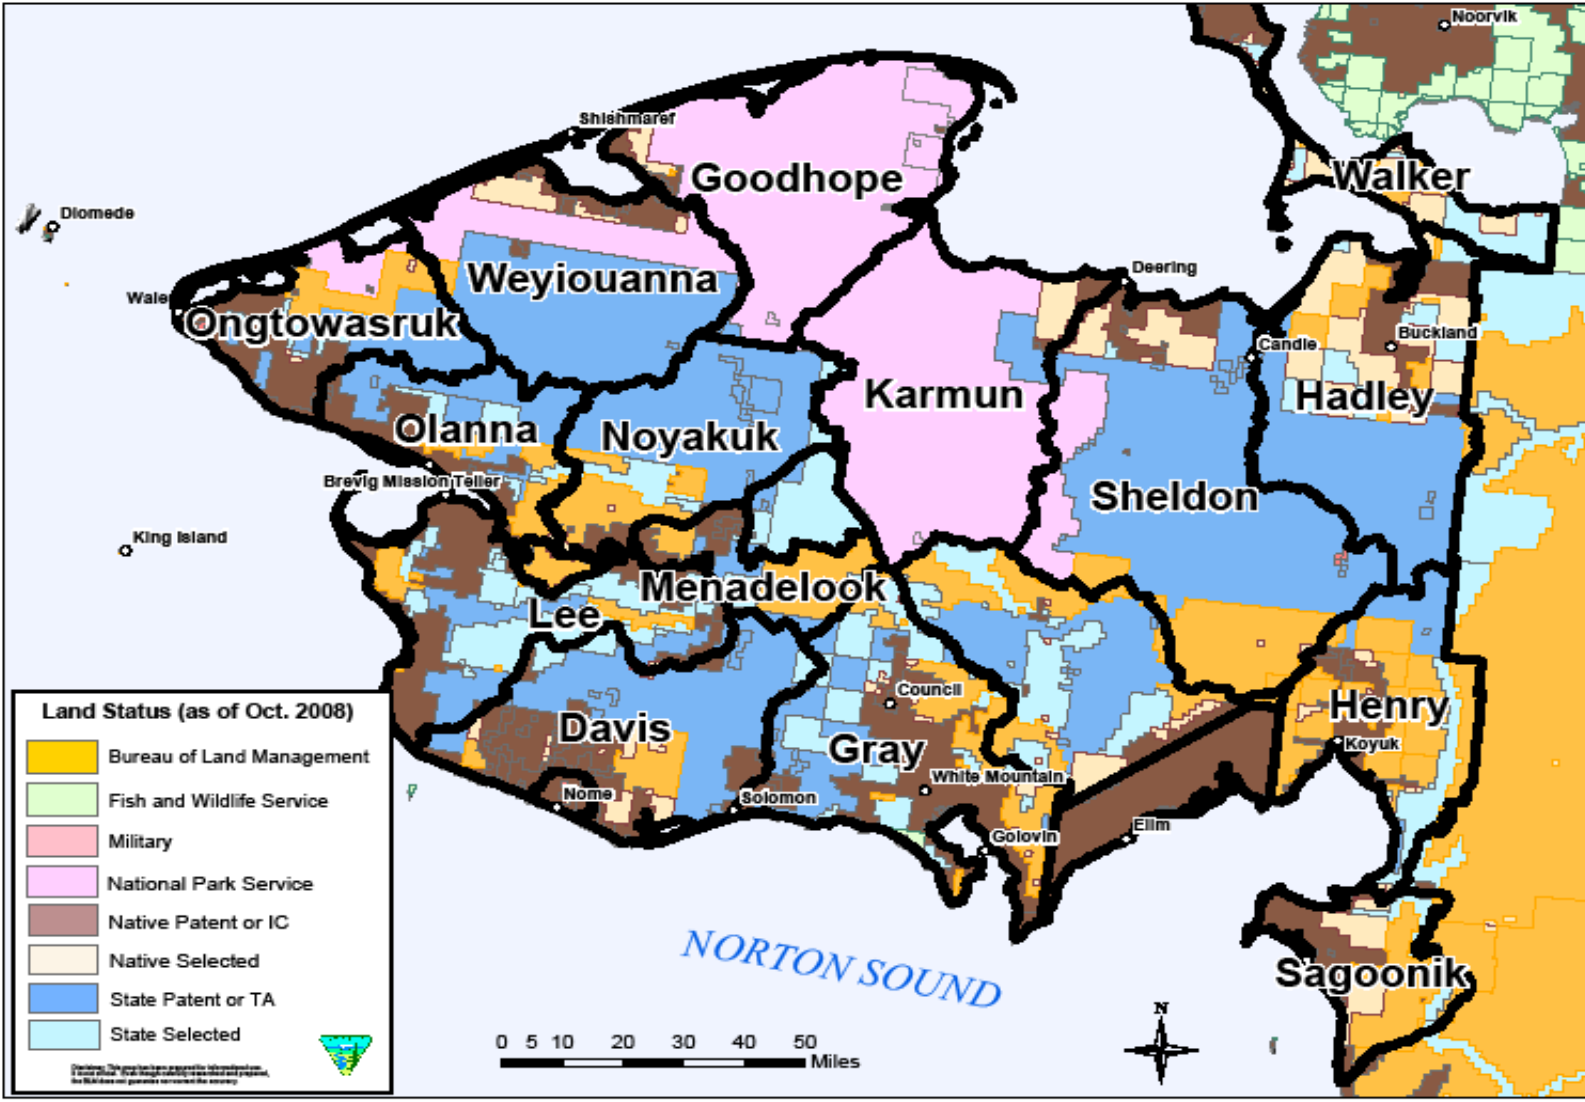 Noorvik
Shishmaref
Goodhope
Walker
Diomede
Weyiouanna
Deering
Wale
Ongtowasruk
Buckland
Candle
Karmun
Hadley
Olanna
Noyakuk
Brevig Mission Teller
Sheldon
King Island
Menadelook
Lee
Council
Henry
Davis
Gray
Koyuk
White Mountain
Nome
Solomon
Elim
Golovin
Sagoonik
NORTON SOUND
Land Status (as of Oct. 2008)
Bureau of Land Management
Fish and Wildlife Service
Military
National Park Service
Native Patent or IC
Native Selected
State Patent or TA
State Selected
0 5 10 20 30 40 50
Miles
N